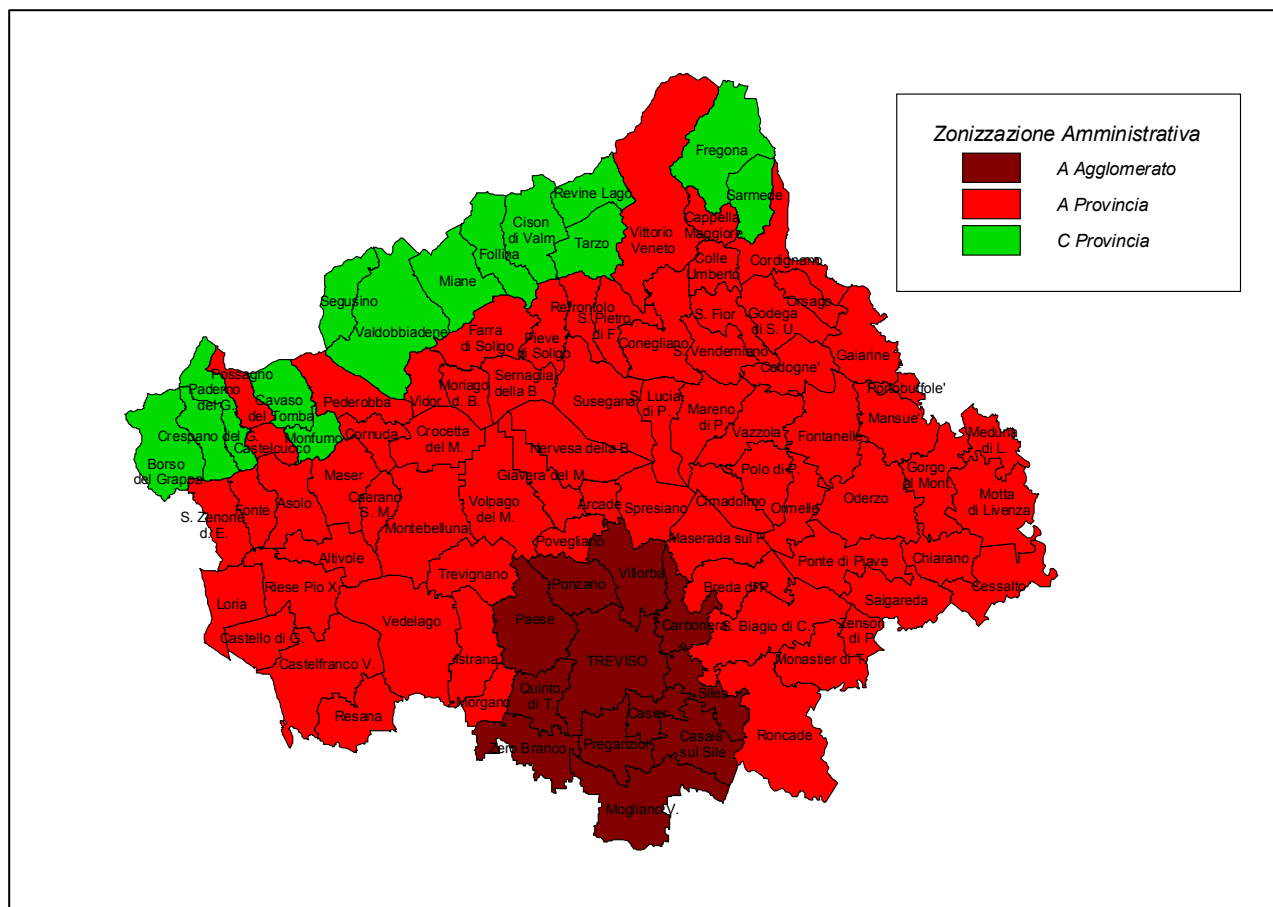 Zonizzazione Amministrativa
A Agglomerato
A Provincia
C Provincia
Fregona
Sarmede
Revine Lago
Cison
di Valm.
Tarzo
Follina
Miane
Segusino
Valdobbiadene
Vittorio
Veneto
Cappella
Maggiore
Colle
Umberto
Cordignano
Orsago
S. Fior
Godega
di S. U.
Gaiarine
Refrontolo
S. Pietro
di F.
Conegliano
S. Vendemiano
Codogne'
Portobuffole'
Mansue'
Farra
di Soligo
Pieve
di Soligo
Sernaglia
della B.
Moriago
d. B.
Vidor
Pederobba
Possagno
Paderno
del G.
Cavaso
del Tomba
Crespano del G.
Castelcucco
Monfumo
Borso
del Grappa
Cornuda
Crocetta
del M.
Susegana
S. Lucia
di P.
Mareno
di P.
Vazzola
Fontanelle
Meduna
di L.
Gorgo
al Mont.
Motta
di Livenza
Nervesa della B.
Giavera del M.
S. Polo di P.
Oderzo
Maser
Caerano
S. M.
Montebelluna
Volpago
del M.
Arcade
Spresiano
Cimadolmo
Ormelle
S. Zenone
d. E.
Fonte
Asolo
Altivole
Povegliano
Maserada sul P.
Ponte di Piave
Chiarano
Cessalto
Salgareda
Trevignano
Ponzano
Villorba
Breda di P.
Loria
Riese Pio X
Vedelago
Paese
Carbonera
S. Biagio di C.
Zenson
di P.
Castello di G.
Castelfranco V.
Istrana
TREVISO
Monastier di T.
Resana
Morgano
Quinto
di T.
Silea
Casier
Roncade
Zero Branco
Preganziol
Casale
sul Sile
Mogliano V.